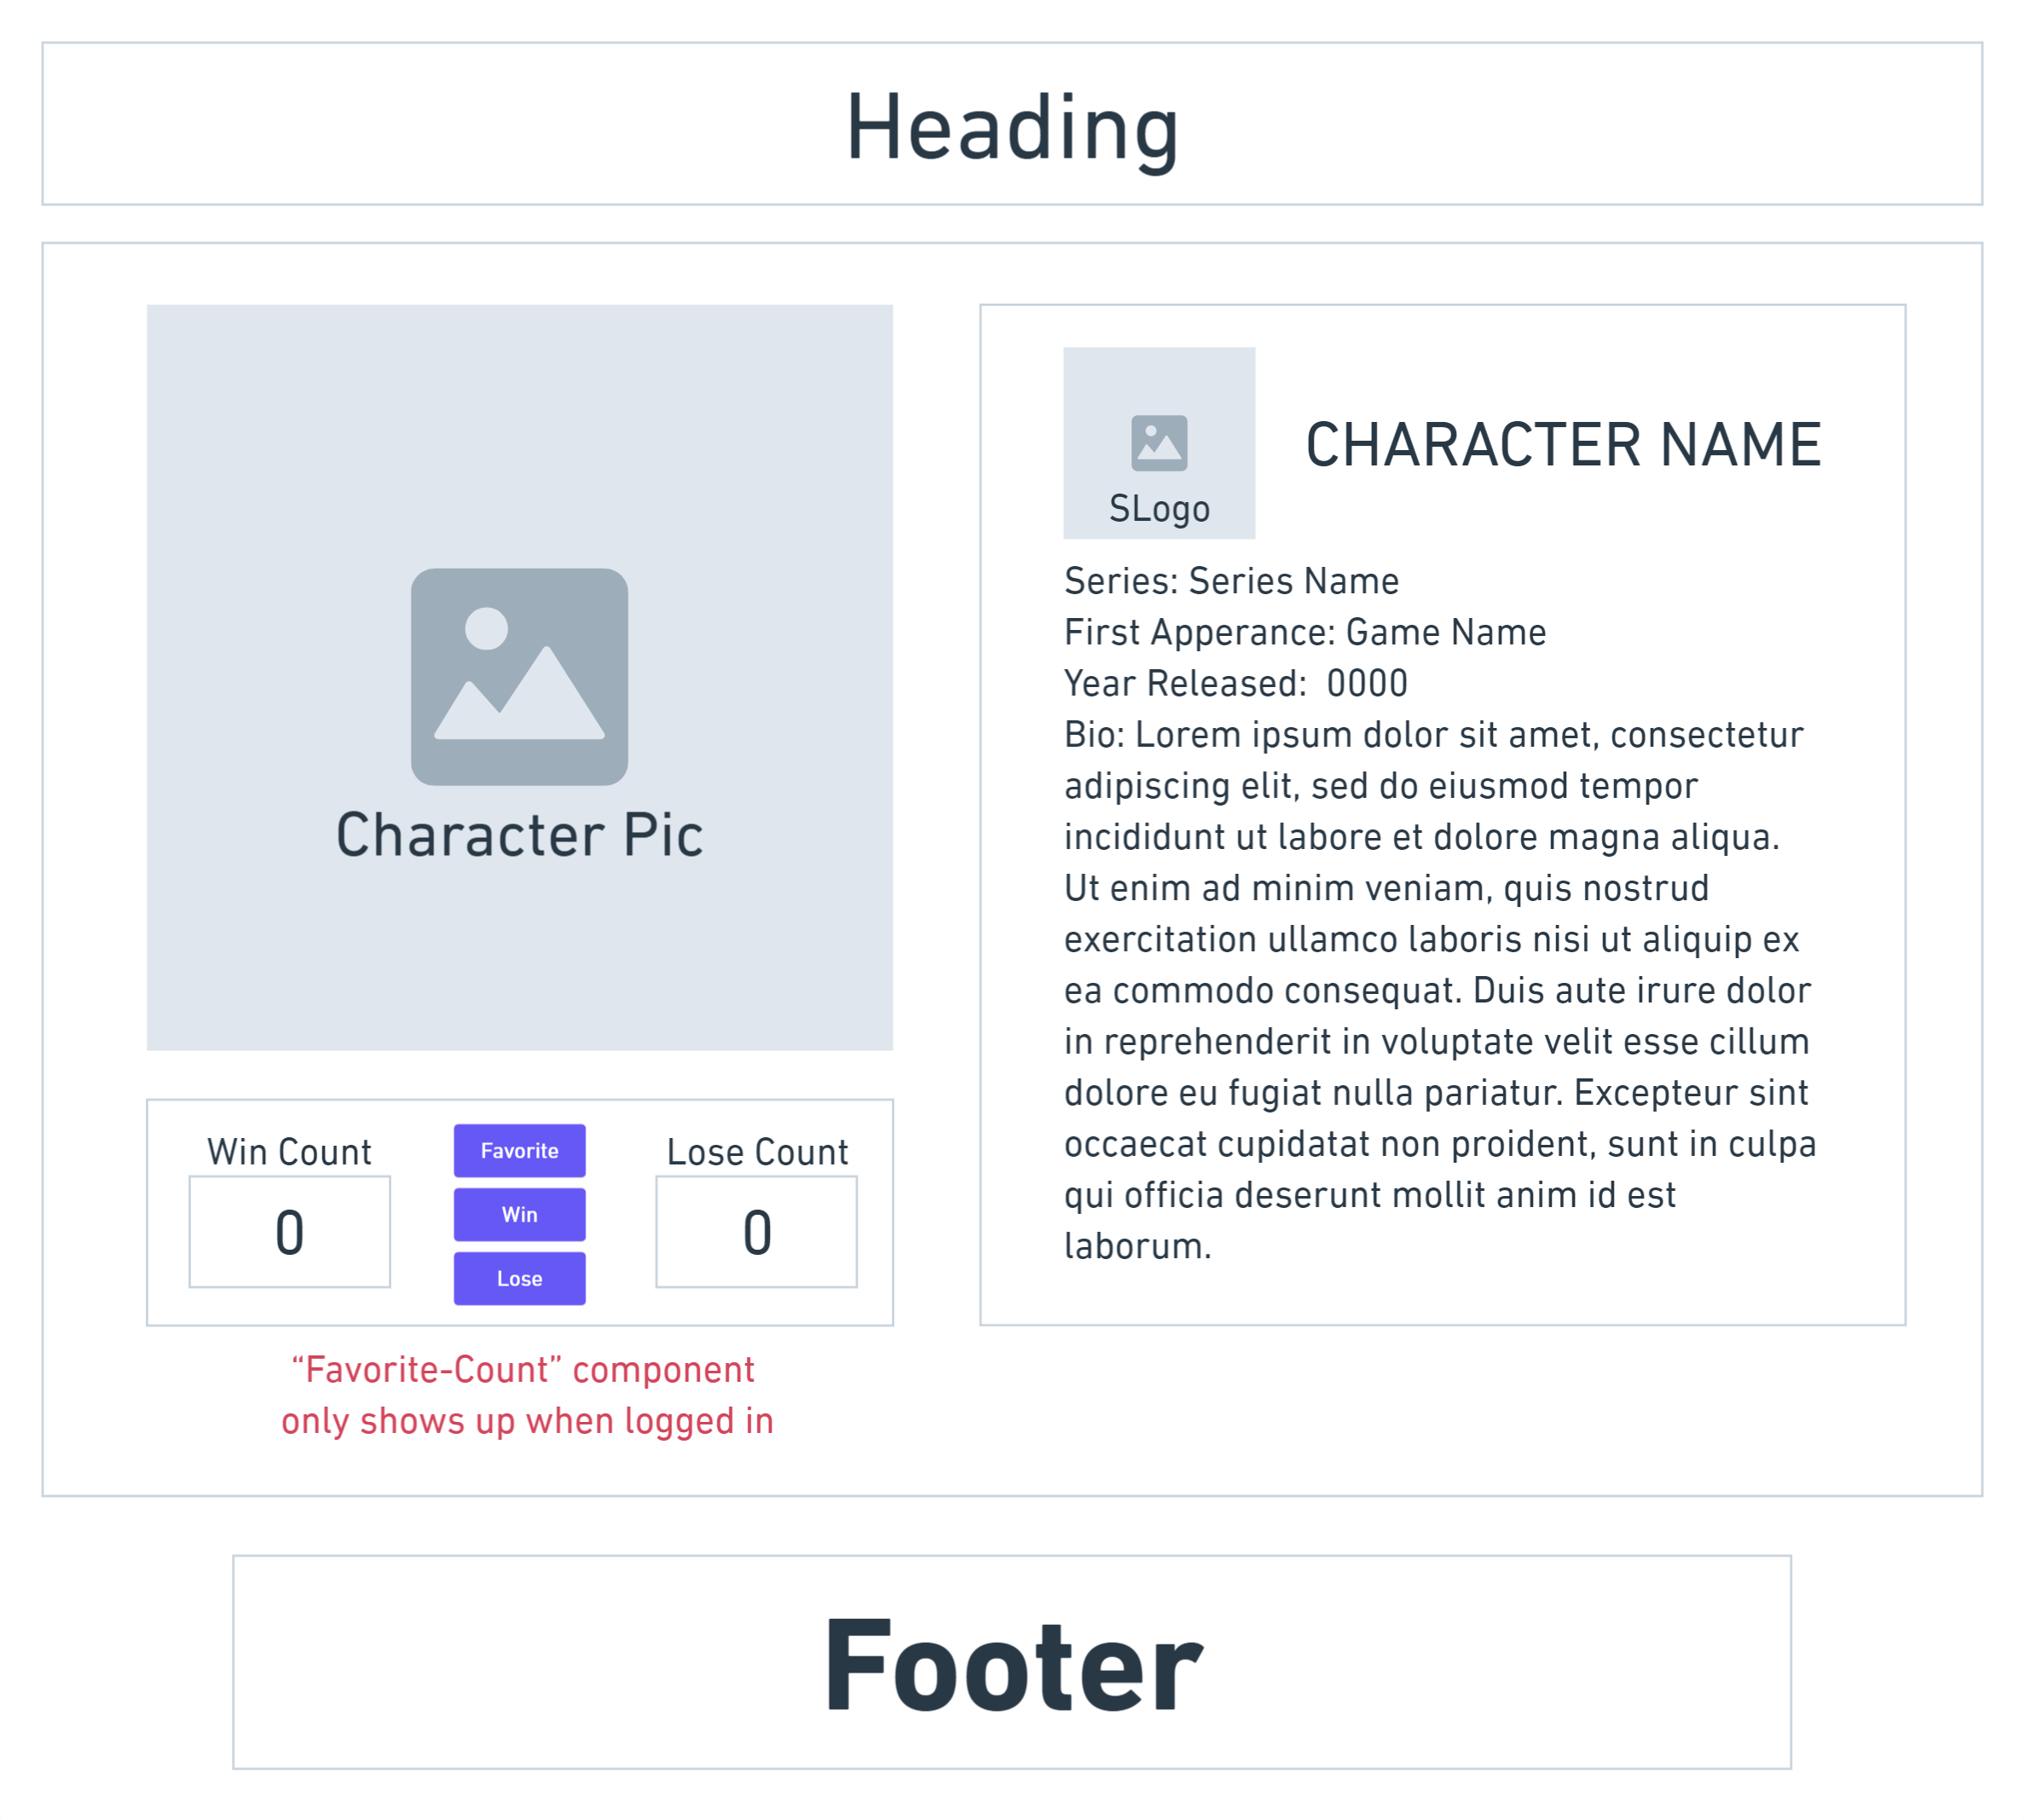 Heading
Character Pic
Win Count
0
Favorite
Win
Lose
Lose Count
0
“Favorite-Count” component
only shows up when logged in
SLogo
CHARACTER NAME
Series: Series Name
First Apperance: Game Name
Year Released:  0000
Bio: Lorem ipsum dolor sit amet, consectetur
adipiscing elit, sed do eiusmod tempor
incididunt ut labore et dolore magna aliqua.
Ut enim ad minim veniam, quis nostrud
exercitation ullamco laboris nisi ut aliquip ex
ea commodo consequat. Duis aute irure dolor
in reprehenderit in voluptate velit esse cillum
dolore eu fugiat nulla pariatur. Excepteur sint
occaecat cupidatat non proident, sunt in culpa
qui officia deserunt mollit anim id est
laborum.
Footer